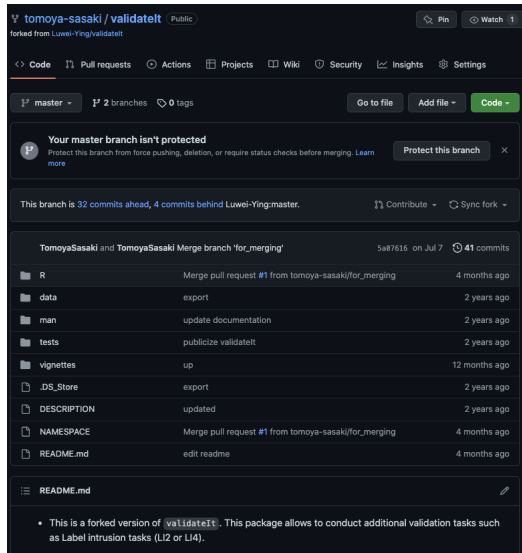 tomoya-sasaki / validateIt Public Pin Watch 1
forked from Luwei-Ying/validateIt
Code Pull requests Actions Projects Wiki Security Insights Settings
master 2 branches 0 tags Go to file Add file Code
Your master branch isn't protected
Protect this branch from force pushing, deletion, or require status checks before merging. Learn
more
Protect this branch
This branch is 32 commits ahead, 4 commits behind Luwei-Ying:master. Contribute Sync fork
TomoyaSasaki and TomoyaSasaki Merge branch 'for_merging' 5a07616 on Jul 7 41 commits
R Merge pull request #1 from tomoya-sasaki/for_merging 4 months ago
data export 2 years ago
man update documentation 2 years ago
tests publicize validateIt 2 years ago
vignettes up 12 months ago
.DS_Store export 2 years ago
DESCRIPTION updated 2 years ago
NAMESPACE Merge pull request #1 from tomoya-sasaki/for_merging 4 months ago
README.md edit readme 4 months ago
README.md
• This is a forked version of validateIt. This package allows to conduct additional validation tasks such
as Label intrusion tasks (LI2 or LI4).